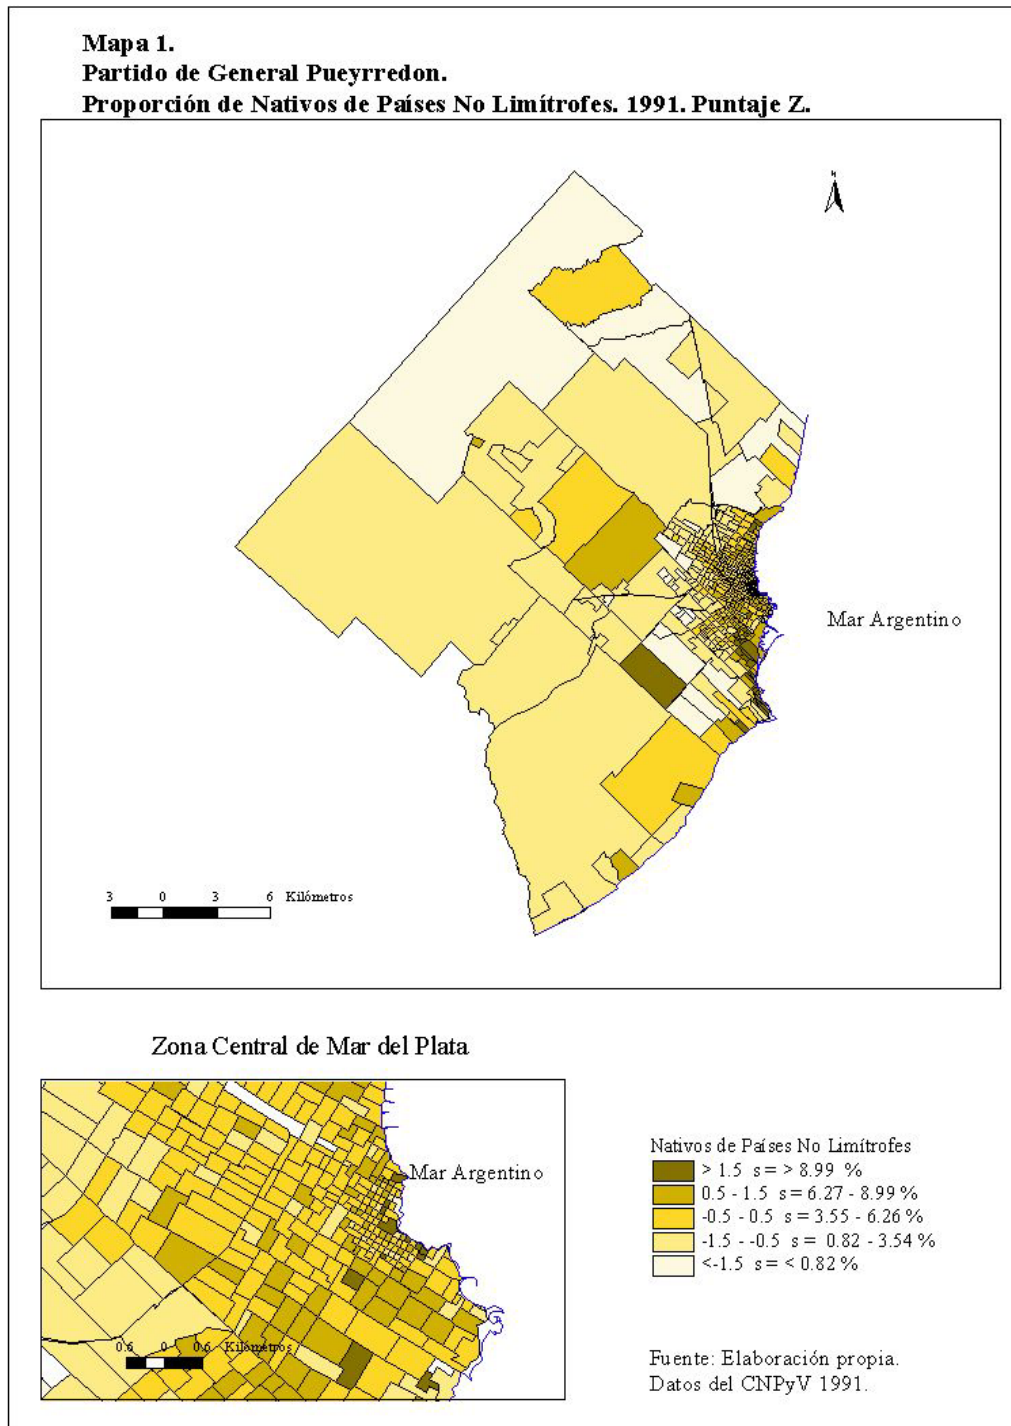 Mapa 1.
Partido de General Pueyrredon.
Proporción de Nativos de Países No Limítrofes. 1991. Puntaje Z.
N
Mar Argentino
3 0 3 6 Kilómetros
Zona Central de Mar del Plata
Mar Argentino
0.6 0 0.6 Kilómetros
Nativos de Países No Limítrofes
> 1.5 s = > 8.99 %
0.5 - 1.5 s = 6.27 - 8.99 %
-0.5 - 0.5 s = 3.55 - 6.26 %
-1.5 - -0.5 s = 0.82 - 3.54 %
<-1.5 s = < 0.82 %
Fuente: Elaboración propia.
Datos del CNPyV 1991.